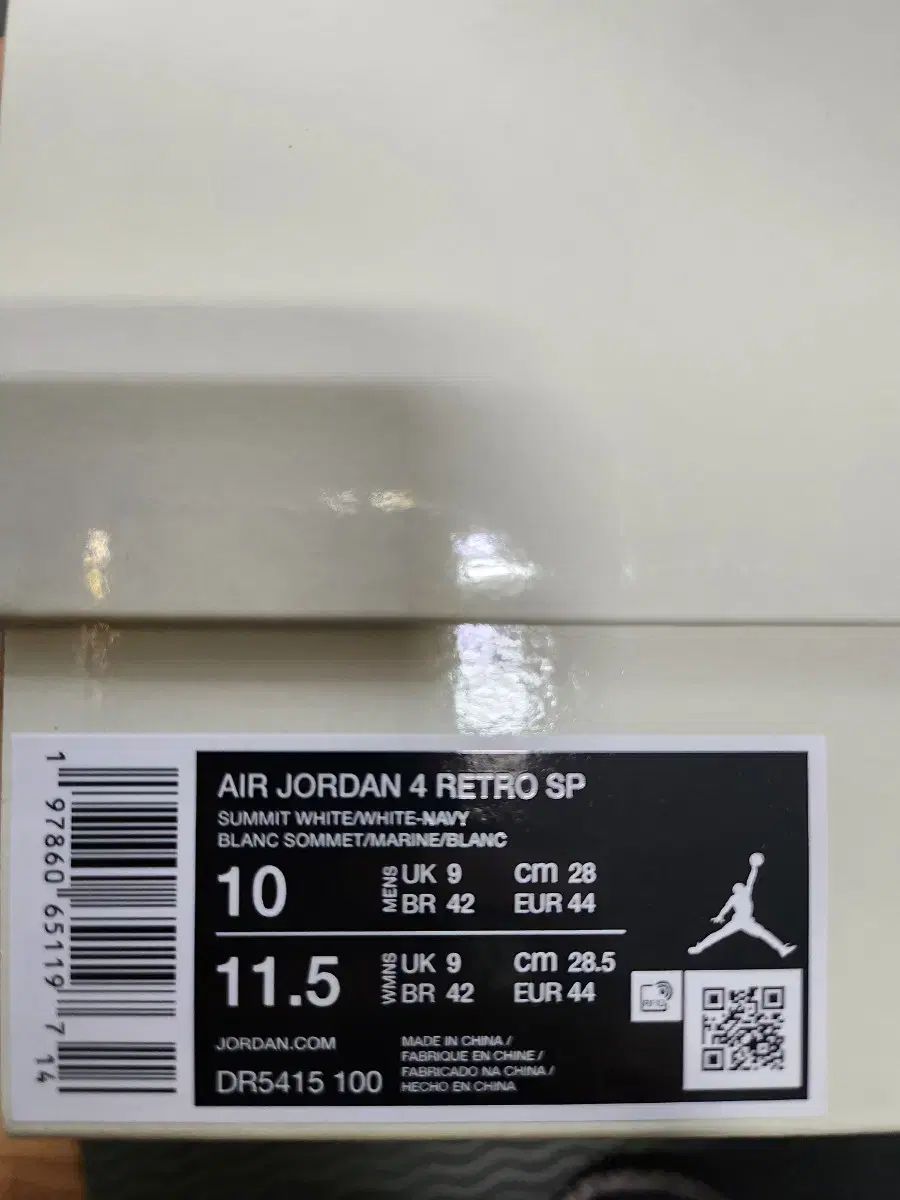 AIR JORDAN 4 RETRO SP
SUMMIT WHITE/WHITE-NAVY
BLANC SOMMET/MARINE/BLANC
10 MENS UK 9 cm 28
BR 42 EUR 44
11.5 WMNS UK 9 cm 28.5
BR 42 EUR 44
JORDAN.COM
DR5415 100
MADE IN CHINA /
FABRIQUE EN CHINE /
FABRICADO NA CHINA /
HECHO EN CHINA
RFID
1 97860 65119 7 14